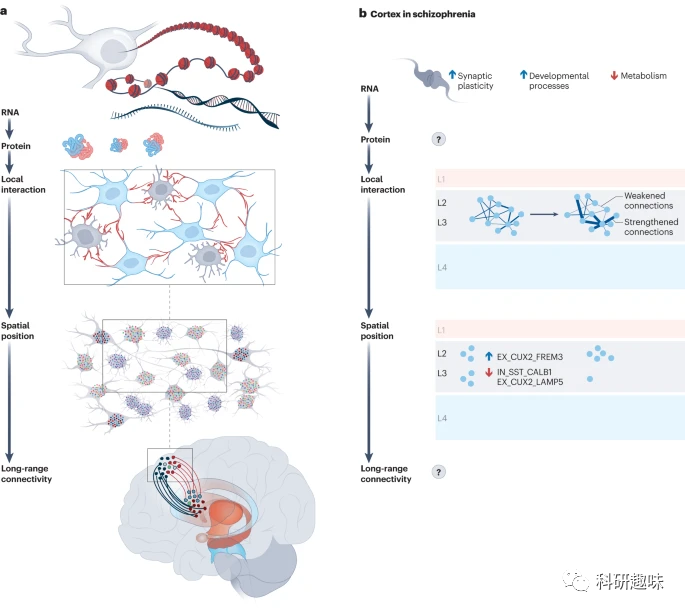 a
RNA
Protein
Local
interaction
Spatial
position
Long-range
connectivity
b Cortex in schizophrenia
RNA
Synaptic
plasticity
Developmental
processes
Metabolism
Protein
?
Local
interaction
L1
L2
L3
L4
Weakened
connections
Strengthened
connections
Spatial
position
L1
L2
L3
L4
EX_CUX2_FREM3
IN_SST_CALB1
EX_CUX2_LAMP5
Long-range
connectivity
?
科研趣味